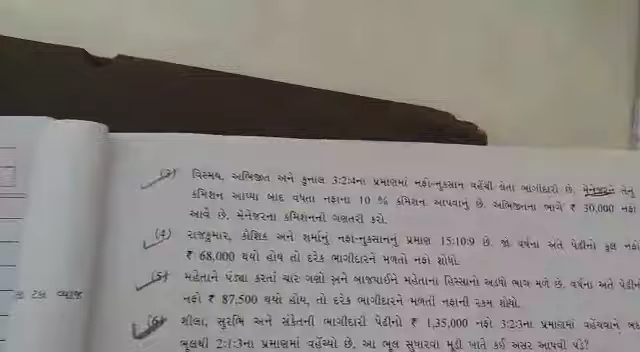 (3) વિસ્મય, અભિજીત અને કુનાલ 3:2:4ના પ્રમાણમાં નફો-નુકસાન વહેંચી લેતા ભાગીદારો છે. મેનેજરને તેનું
કમિશન આપ્યા બાદ વધતા નફાના 10 % કમિશન આપવાનું છે. અભિજીતના ભાગે ₹ 30,000 નફો
આવે છે. મેનેજરના કમિશનની ગણતરી કરો.
(4) રાજકુમાર, કૌશિક અને શર્માનું નફા-નુકસાનનું પ્રમાણ 15:10:9 છે. જો વર્ષના અંતે પેઢીનો કુલ નફો
₹ 68,000 થયો હોય તો દરેક ભાગીદારને મળતો નફો શોધો.
(5) મહેતાને પંડ્યા કરતાં ચાર ગણો અને બાજપાઈને મહેતાના હિસ્સાનો અડધો ભાગ મળે છે. વર્ષના અંતે પેઢીનો
નફો ₹ 87,500 થયો હોય, તો દરેક ભાગીદારને મળતી નફાની રકમ શોધો.
ટકા વ્યાજ
(6) શીલા, સુરભિ અને સંકેતની ભાગીદારી પેઢીનો ₹ 1,35,000 નફો 3:2:3ના પ્રમાણમાં વહેંચવાને બદલે
ભૂલથી 2:1:3ના પ્રમાણમાં વહેંચ્યો છે. આ ભૂલ સુધારવા મૂડી ખાતે કઈ અસર આપવી પડે?